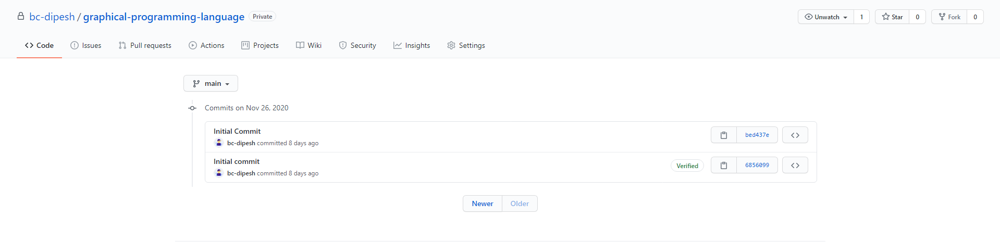 bc-dipesh / graphical-programming-language Private
Unwatch 1 Star 0 Fork 0
Code Issues Pull requests Actions Projects Wiki Security Insights Settings
main
Commits on Nov 26, 2020
Initial Commit
bc-dipesh committed 8 days ago
bed437e
Initial commit
bc-dipesh committed 8 days ago
Verified 6856099
Newer Older